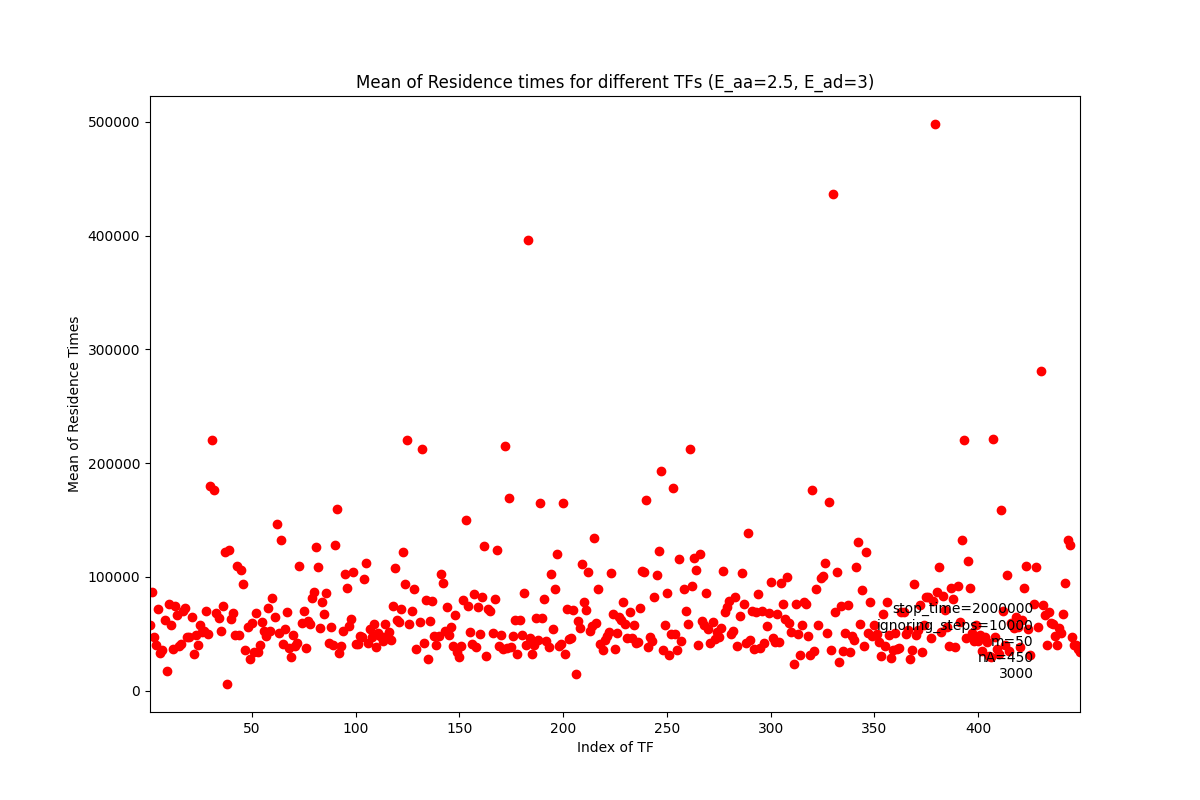 Mean of Residence times for different TFs (E_aa=2.5, E_ad=3)
Mean of Residence Times
500000
400000
300000
200000
100000
0
stop_time=2000000
ignoring_steps=10000
m=50
nA=450
3000
50
100
150
200
250
300
350
400
Index of TF